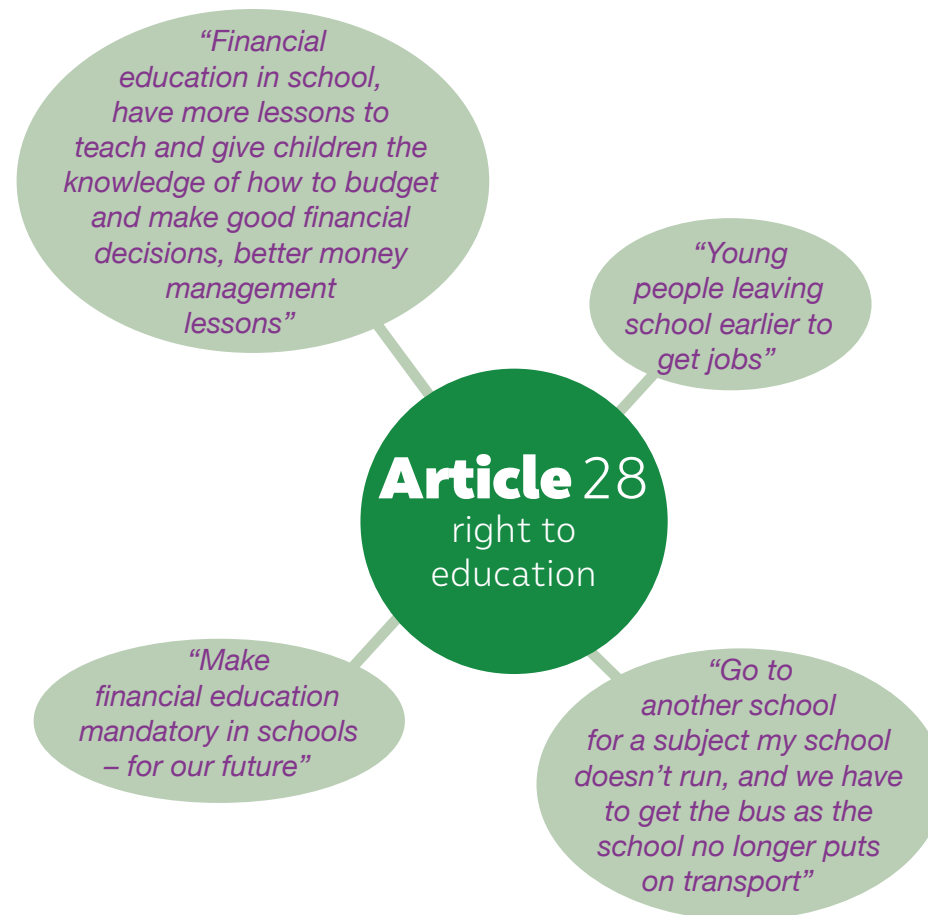 “Financial
education in school,
have more lessons to
teach and give children the
knowledge of how to budget
and make good financial
decisions, better money
management
lessons”
“Young
people leaving
school earlier to
get jobs”
Article 28
right to
education
“Make
financial education
mandatory in schools
– for our future”
“Go to
another school
for a subject my school
doesn’t run, and we have
to get the bus as the
school no longer puts
on transport”